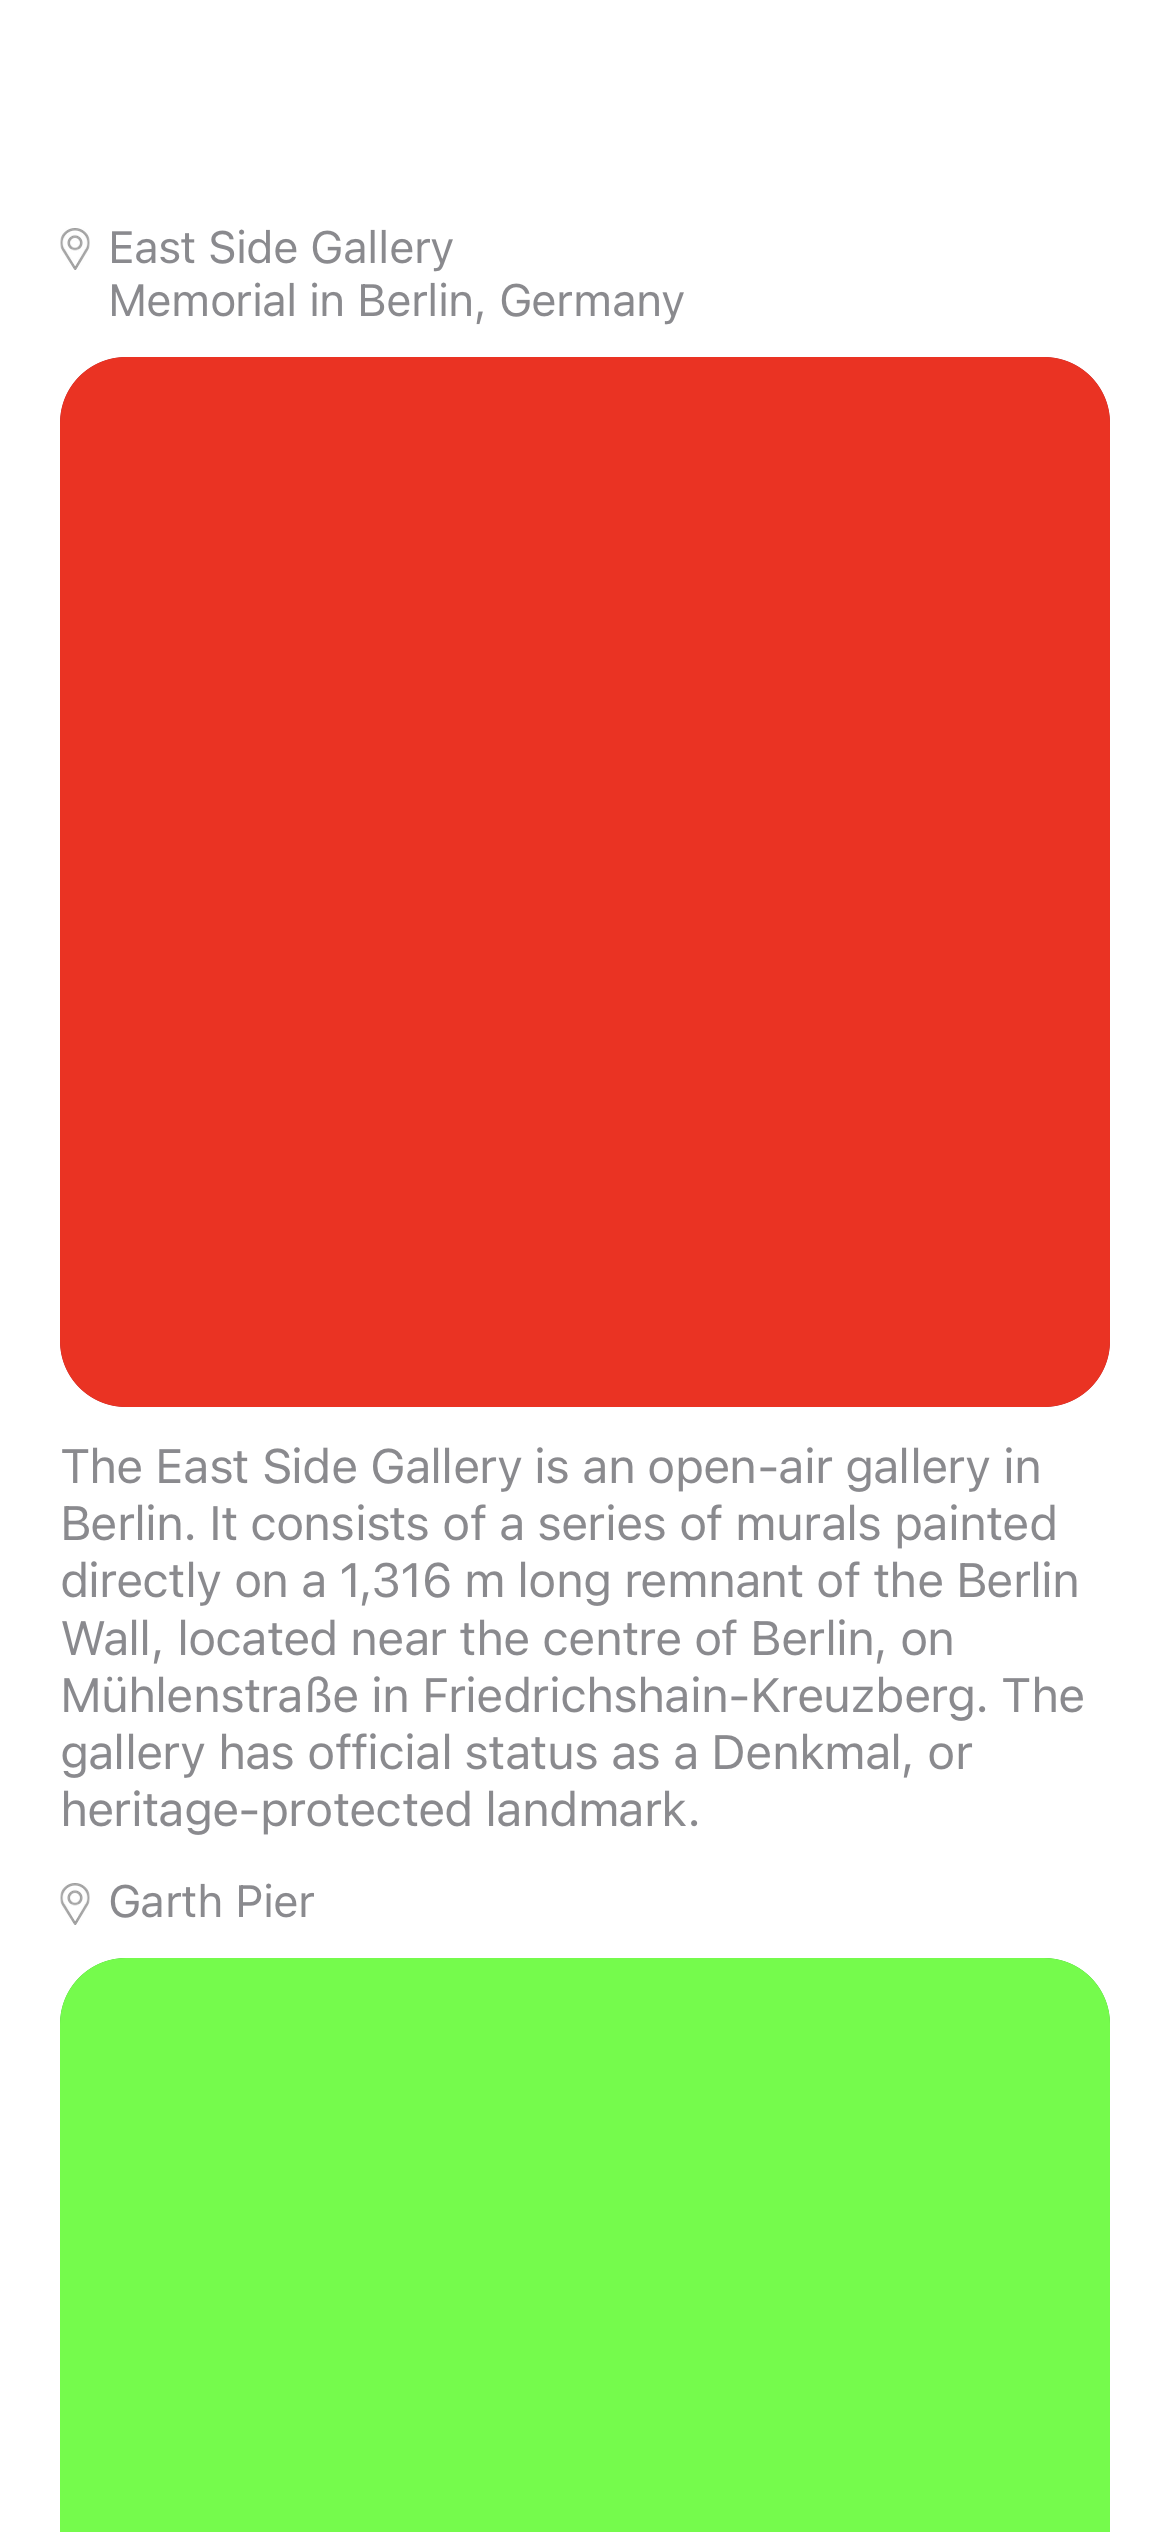 East Side Gallery
Memorial in Berlin, Germany
The East Side Gallery is an open-air gallery in
Berlin. It consists of a series of murals painted
directly on a 1,316 m long remnant of the Berlin
Wall, located near the centre of Berlin, on
Mühlenstraße in Friedrichshain-Kreuzberg. The
gallery has official status as a Denkmal, or
heritage-protected landmark.
Garth Pier